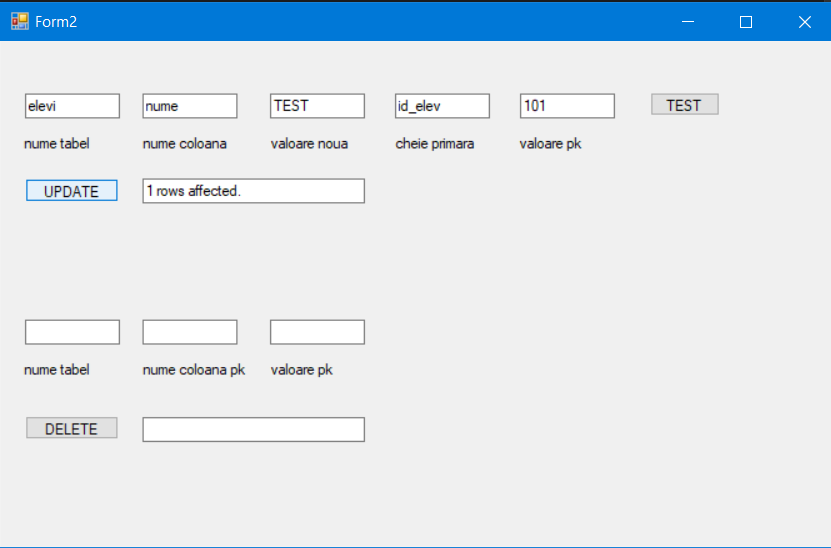 Form2
elevi nume TEST id_elev 101 TEST
nume tabel nume coloana valoare noua cheie primara valoare pk
UPDATE 1 rows affected.
nume tabel nume coloana pk valoare pk
DELETE